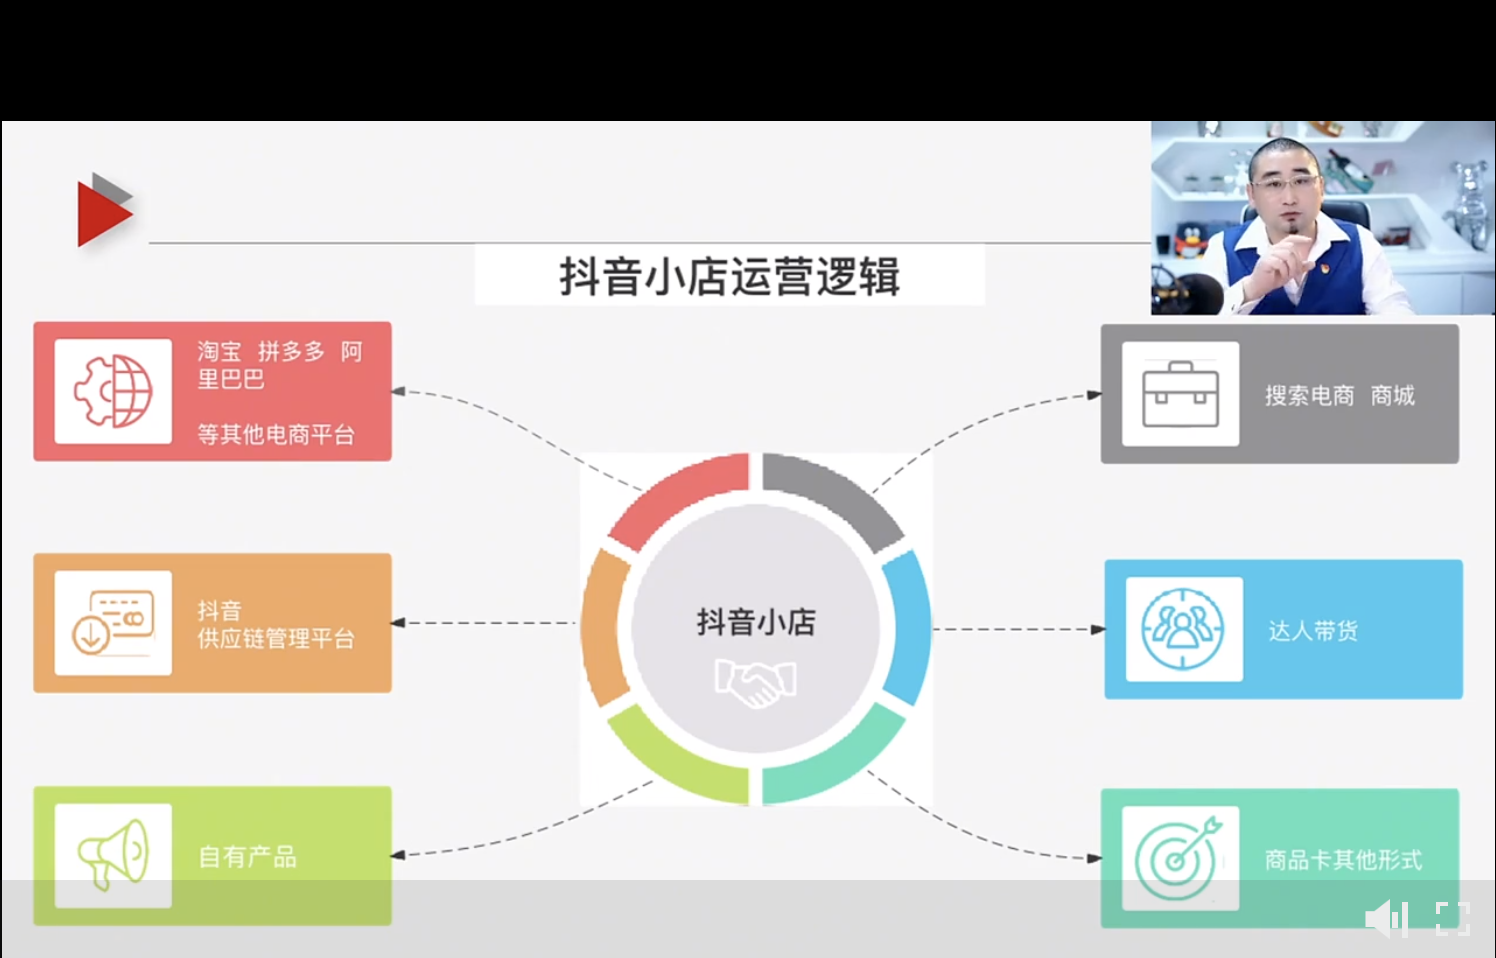 抖音小店运营逻辑
淘宝 拼多多 阿
里巴巴
等其他电商平台
搜索电商 商城
抖音
供应链管理平台
抖音小店
达人带货
自有产品
商品卡其他形式